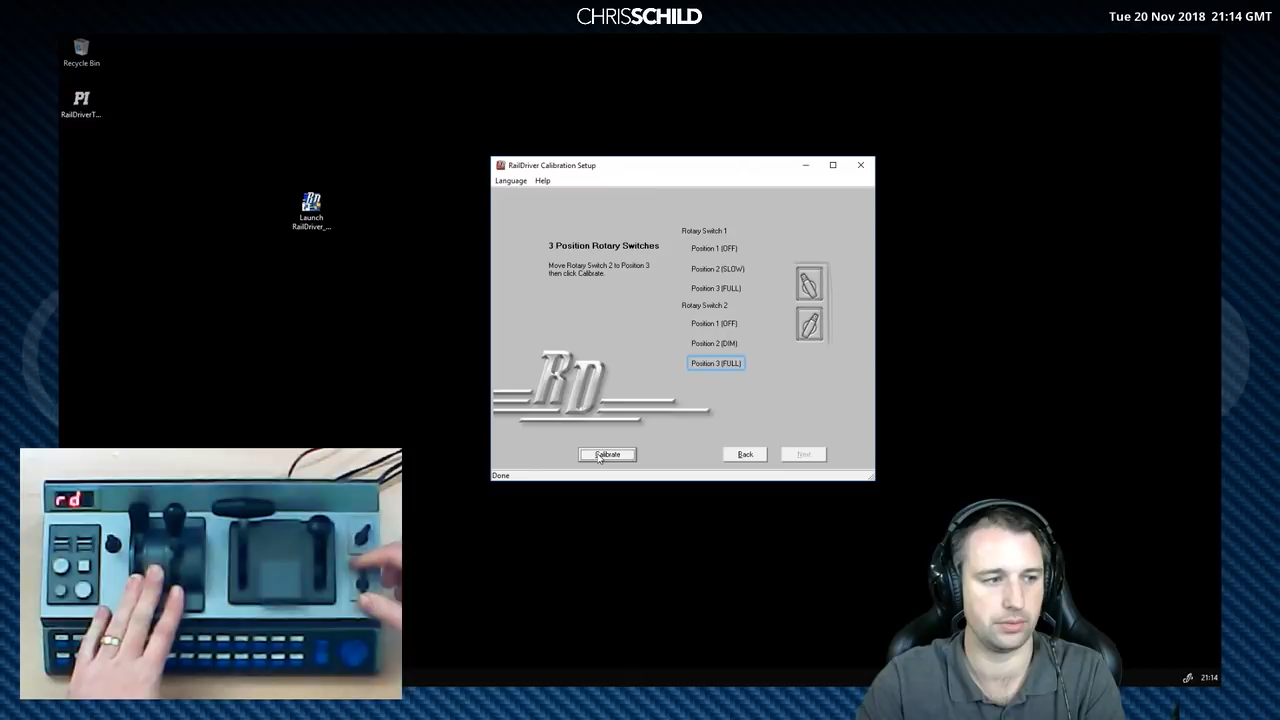 CHRISSCHILD
Tue 20 Nov 2018 21:14 GMT
Recycle Bin
PI
RailDriverT...
RD
Launch
RailDriver_...
RailDriver Calibration Setup
Language Help
3 Position Rotary Switches
Move Rotary Switch 2 to Position 3
then click Calibrate.
Rotary Switch 1
Position 1 (OFF)
Position 2 (SLOW)
Position 3 (FULL)
Rotary Switch 2
Position 1 (OFF)
Position 2 (DIM)
Position 3 (FULL)
RD
Calibrate
Back
Next
Done
rd
21:14